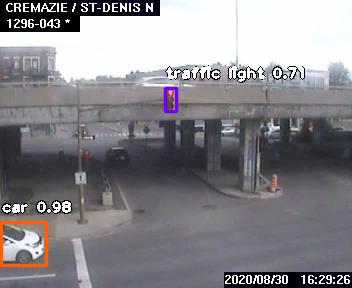 CREMAZIE / ST-DENIS N
1296-043 *
traffic light 0.71
car 0.98
2020/08/30 16:29:26